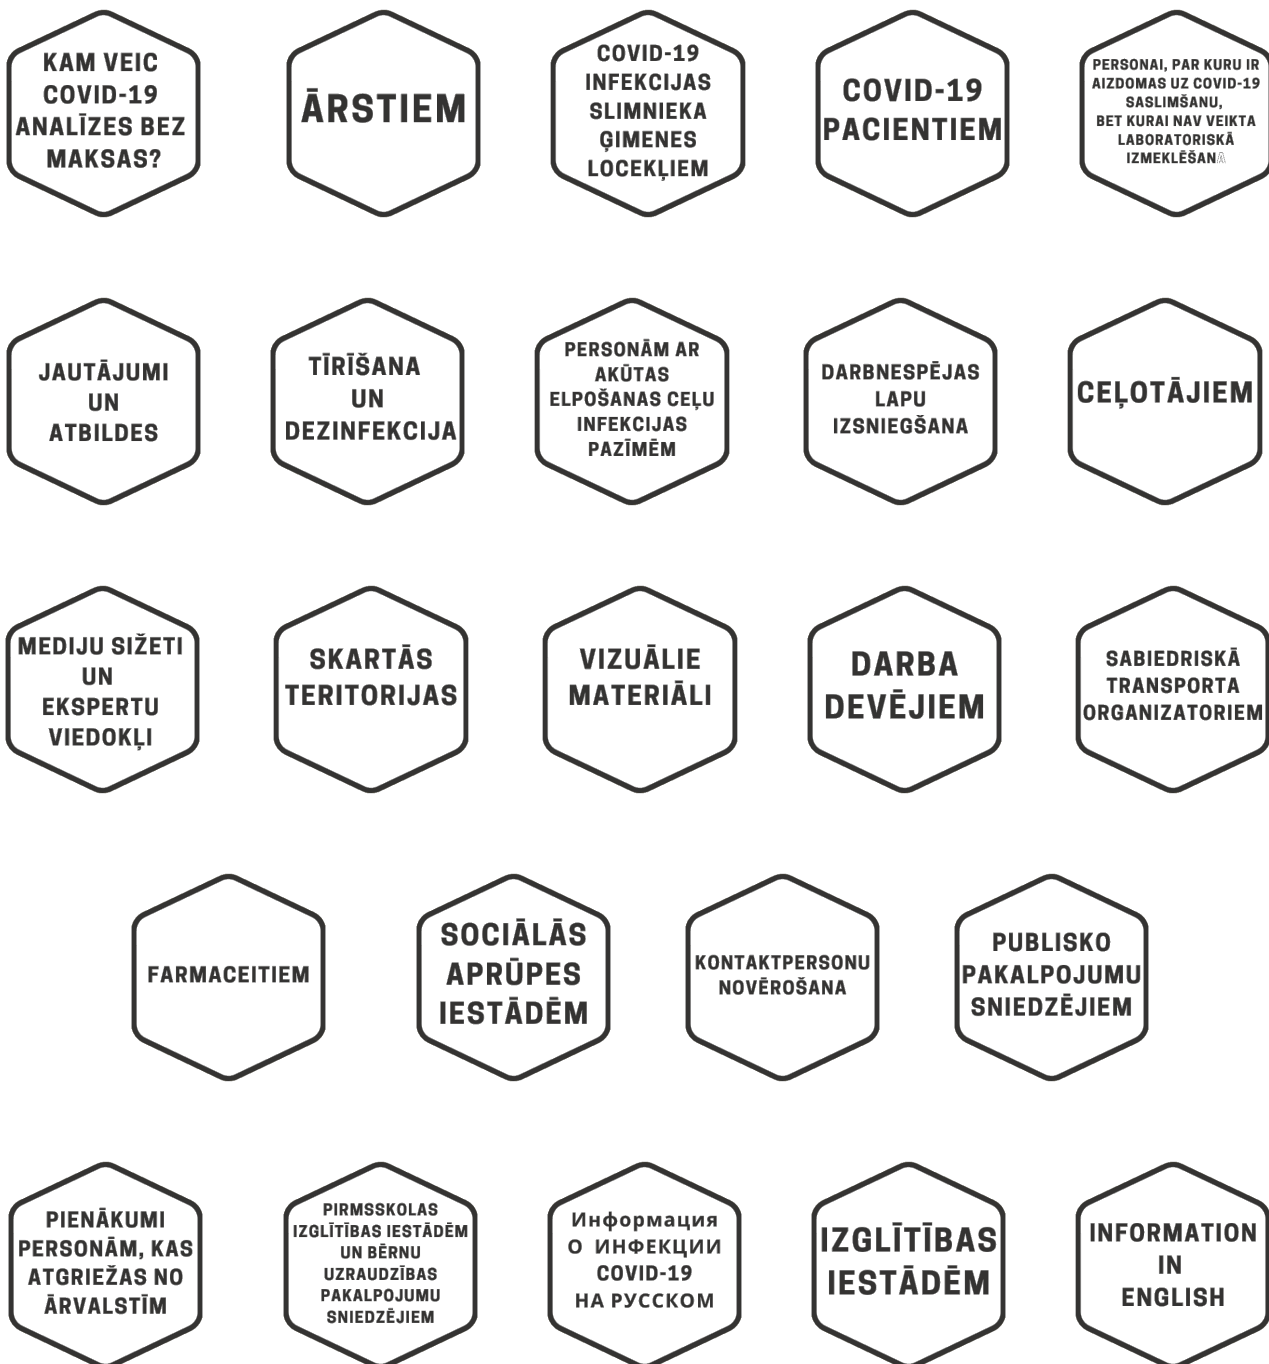 KAM VEIC
COVID-19
ANALĪZES BEZ
MAKSAS?
ĀRSTIEM
COVID-19
INFEKCIJAS
SLIMNIEKA
ĢIMENES
LOCEKĻIEM
COVID-19
PACIENTIEM
PERSONAI, PAR KURU IR
AIZDOMAS UZ COVID-19
SASLIMŠANU,
BET KURAI NAV VEIKTA
LABORATORISKĀ
IZMEKLĒŠANA
JAUTĀJUMI
UN
ATBILDES
TĪRĪŠANA
UN
DEZINFEKCIJA
PERSONĀM AR
AKŪTAS
ELPOŠANAS CEĻU
INFEKCIJAS
PAZĪMĒM
DARBNESPĒJAS
LAPU
IZSNIEGŠANA
CEĻOTĀJIEM
MEDIJU SIŽETI
UN
EKSPERTU
VIEDOKĻI
SKARTĀS
TERITORIJAS
VIZUĀLIE
MATERIĀLI
DARBA
DEVĒJIEM
SABIEDRISKĀ
TRANSPORTA
ORGANIZATORIEM
FARMACEITIEM
SOCIĀLĀS
APRŪPES
IESTĀDĒM
KONTAKTPERSONU
NOVĒROŠANA
PUBLISKO
PAKALPOJUMU
SNIEDZĒJIEM
PIENĀKUMI
PERSONĀM, KAS
ATGRIEŽAS NO
ĀRVALSTĪM
PIRMSSKOLAS
IZGLĪTĪBAS IESTĀDĒM
UN BĒRNU
UZRAUDZĪBAS
PAKALPOJUMU
SNIEDZĒJIEM
Информация
О ИНФЕКЦИИ
COVID-19
НА РУССКОМ
IZGLĪTĪBAS
IESTĀDĒM
INFORMATION
IN
ENGLISH